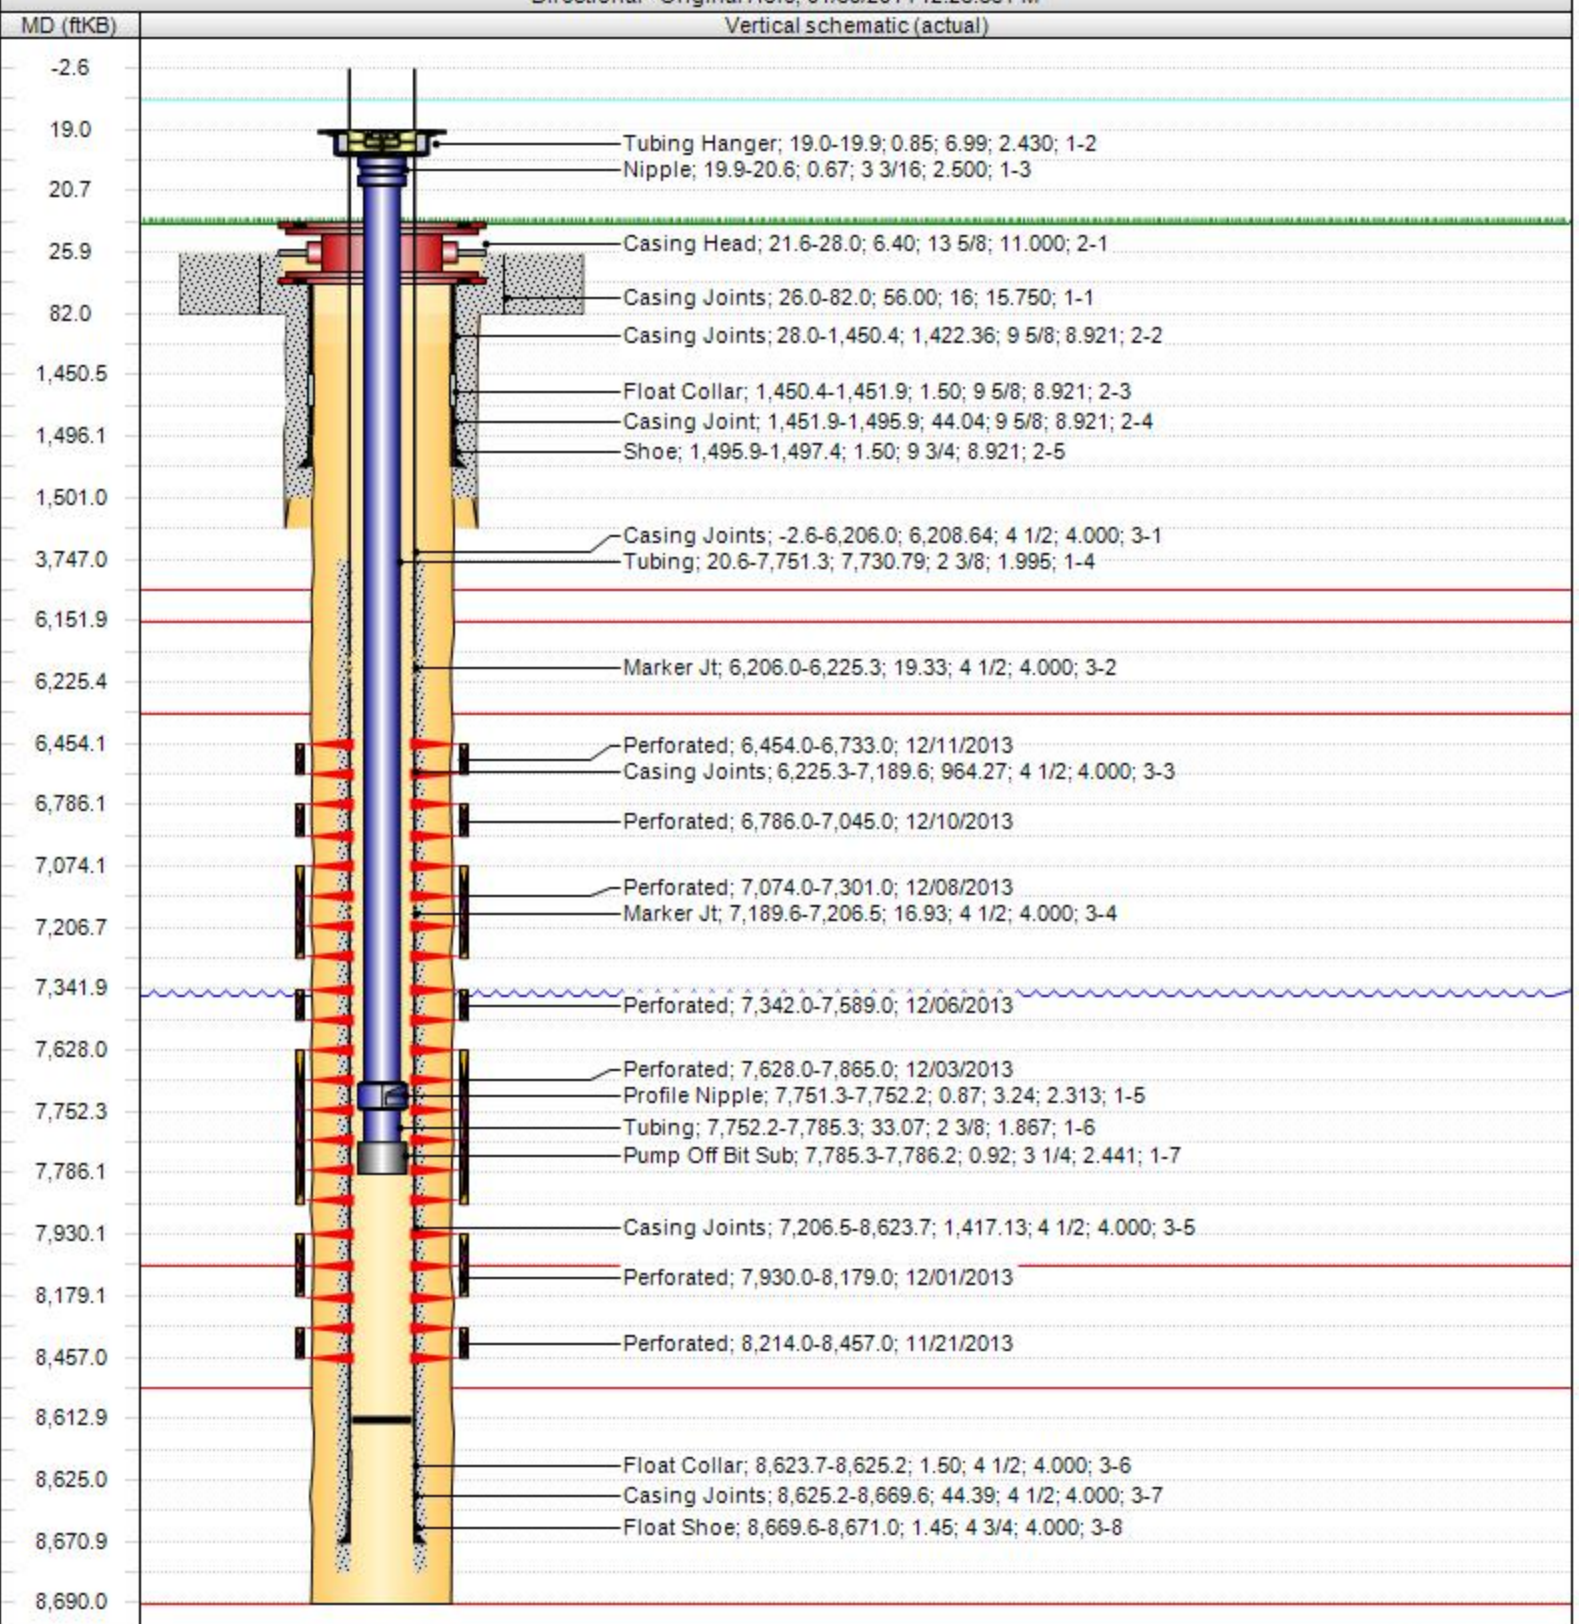 MD (ftKB)
Vertical schematic (actual)
-2.6
19.0
Tubing Hanger; 19.0-19.9; 0.85; 6.99; 2.430; 1-2
Nipple; 19.9-20.6; 0.67; 3 3/16; 2.500; 1-3
20.7
Casing Head; 21.6-28.0; 6.40; 13 5/8; 11.000; 2-1
25.9
Casing Joints; 26.0-82.0; 56.00; 16; 15.750; 1-1
82.0
Casing Joints; 28.0-1,450.4; 1,422.36; 9 5/8; 8.921; 2-2
1,450.5
Float Collar; 1,450.4-1,451.9; 1.50; 9 5/8; 8.921; 2-3
Casing Joint; 1,451.9-1,495.9; 44.04; 9 5/8; 8.921; 2-4
1,496.1
Shoe; 1,495.9-1,497.4; 1.50; 9 3/4; 8.921; 2-5
1,501.0
Casing Joints; -2.6-6,206.0; 6,208.64; 4 1/2; 4.000; 3-1
3,747.0
Tubing; 20.6-7,751.3; 7,730.79; 2 3/8; 1.995; 1-4
6,151.9
Marker Jt; 6,206.0-6,225.3; 19.33; 4 1/2; 4.000; 3-2
6,225.4
6,454.1
Perforated; 6,454.0-6,733.0; 12/11/2013
Casing Joints; 6,225.3-7,189.6; 964.27; 4 1/2; 4.000; 3-3
6,786.1
Perforated; 6,786.0-7,045.0; 12/10/2013
7,074.1
Perforated; 7,074.0-7,301.0; 12/08/2013
Marker Jt; 7,189.6-7,206.5; 16.93; 4 1/2; 4.000; 3-4
7,206.7
7,341.9
Perforated; 7,342.0-7,589.0; 12/06/2013
7,628.0
Perforated; 7,628.0-7,865.0; 12/03/2013
Profile Nipple; 7,751.3-7,752.2; 0.87; 3.24; 2.313; 1-5
7,752.3
Tubing; 7,752.2-7,785.3; 33.07; 2 3/8; 1.867; 1-6
Pump Off Bit Sub; 7,785.3-7,786.2; 0.92; 3 1/4; 2.441; 1-7
7,786.1
Casing Joints; 7,206.5-8,623.7; 1,417.13; 4 1/2; 4.000; 3-5
7,930.1
Perforated; 7,930.0-8,179.0; 12/01/2013
8,179.1
Perforated; 8,214.0-8,457.0; 11/21/2013
8,457.0
8,612.9
Float Collar; 8,623.7-8,625.2; 1.50; 4 1/2; 4.000; 3-6
8,625.0
Casing Joints; 8,625.2-8,669.6; 44.39; 4 1/2; 4.000; 3-7
Float Shoe; 8,669.6-8,671.0; 1.45; 4 3/4; 4.000; 3-8
8,670.9
8,690.0